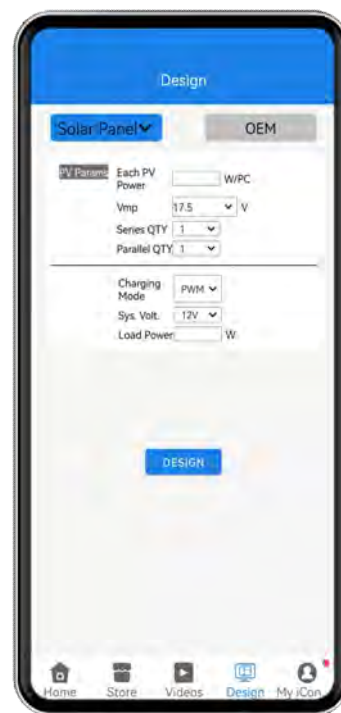 Design
Solar Panel OEM
PV Params Each PV Power W/PC
Vmp 17.5 V
Series QTY 1
Parallel QTY 1
Charging Mode PWM
Sys. Volt. 12V
Load Power W
DESIGN
Home Store Videos Design My iCon